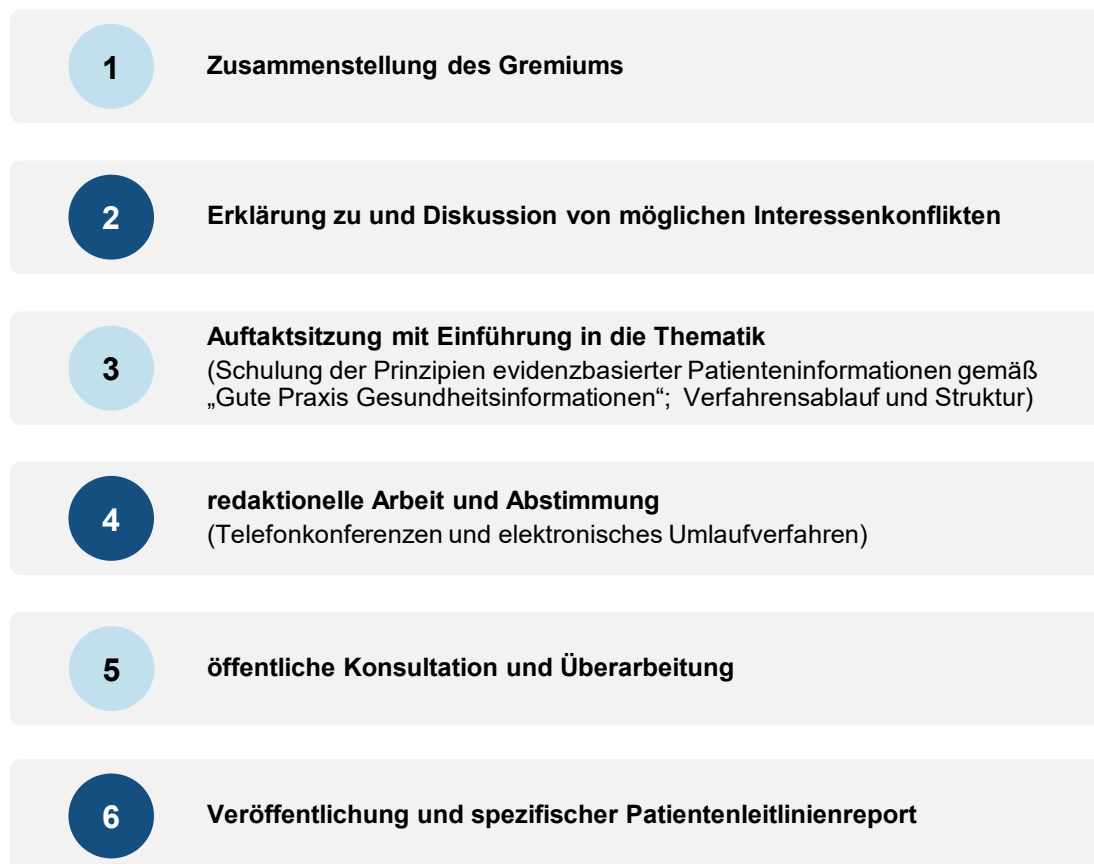 1
Zusammenstellung des Gremiums
2
Erklärung zu und Diskussion von möglichen Interessenkonflikten
3
Auftaktsitzung mit Einführung in die Thematik
(Schulung der Prinzipien evidenzbasierter Patienteninformationen gemäß
„Gute Praxis Gesundheitsinformationen“; Verfahrensablauf und Struktur)
4
redaktionelle Arbeit und Abstimmung
(Telefonkonferenzen und elektronisches Umlaufverfahren)
5
öffentliche Konsultation und Überarbeitung
6
Veröffentlichung und spezifischer Patientenleitlinienreport